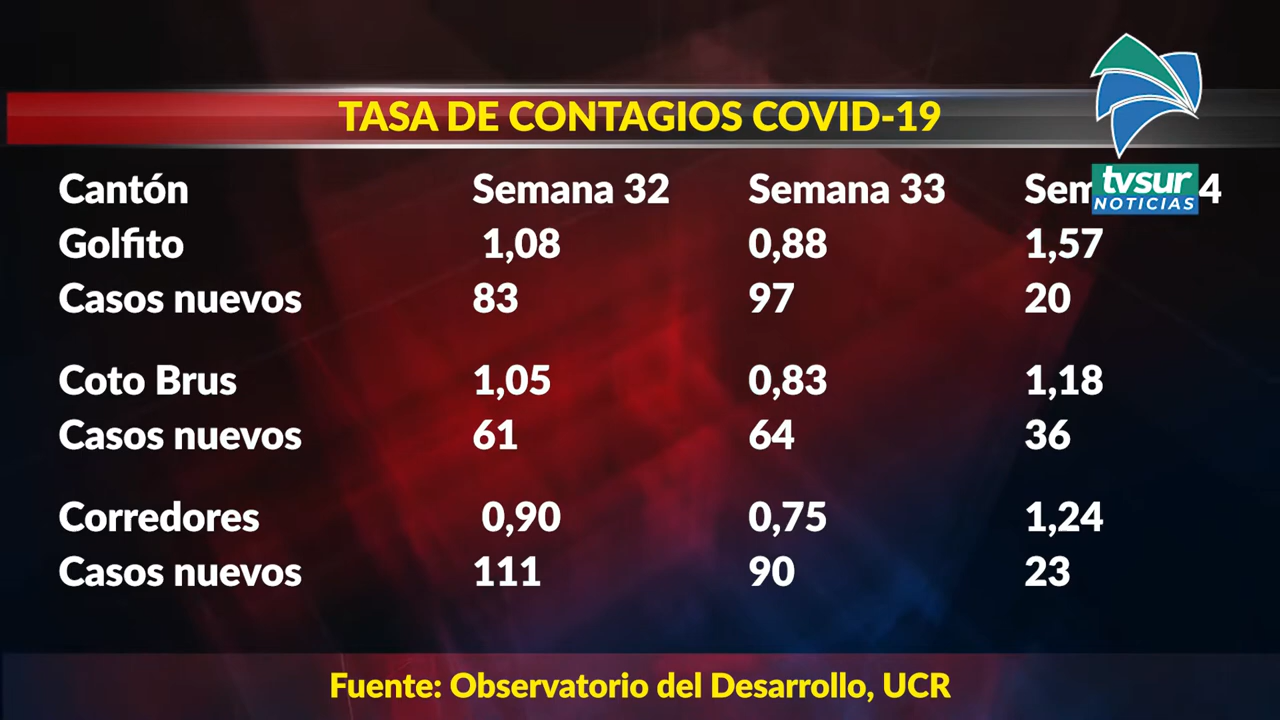 TASA DE CONTAGIOS COVID-19
tvsur
NOTICIAS
Cantón Semana 32 Semana 33
Golfito 1,08 0,88 1,57
Casos nuevos 83 97 20
Coto Brus 1,05 0,83 1,18
Casos nuevos 61 64 36
Corredores 0,90 0,75 1,24
Casos nuevos 111 90 23
Fuente: Observatorio del Desarrollo, UCR